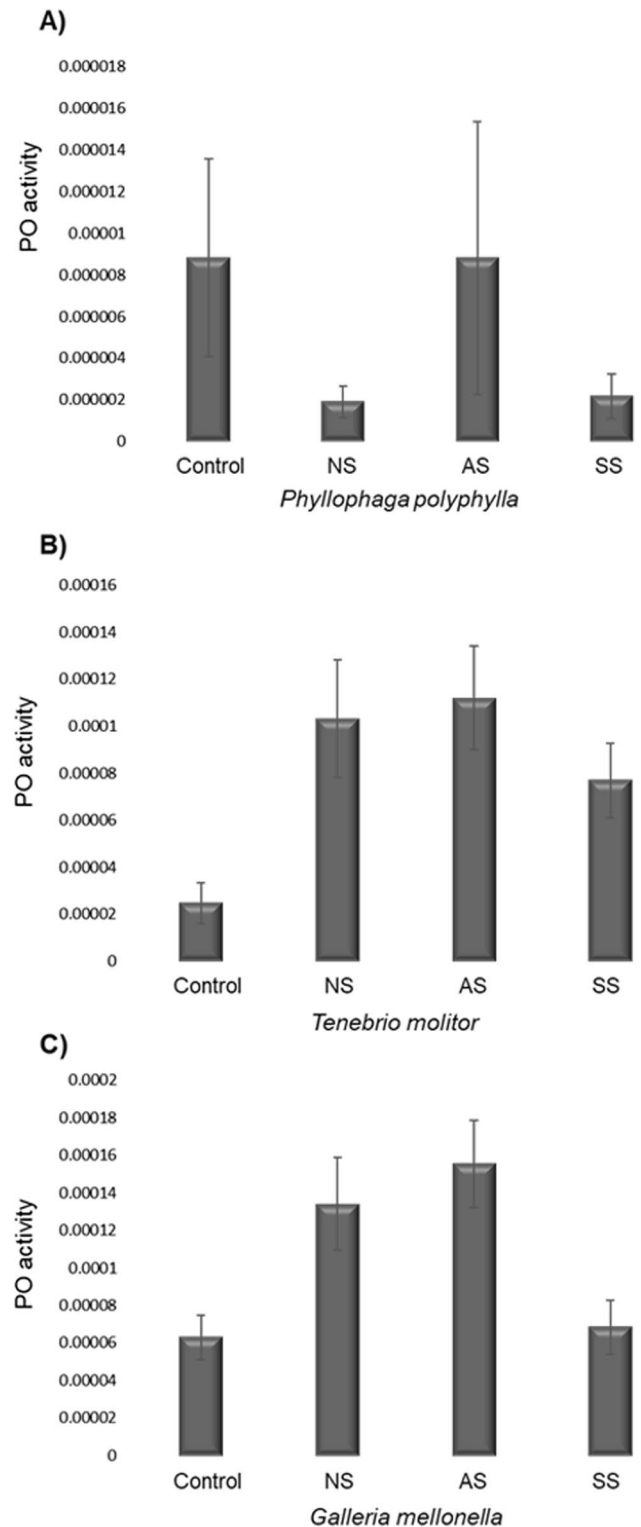 A)
PO activity
0.000018
0.000016
0.000014
0.000012
0.00001
0.000008
0.000006
0.000004
0.000002
0
Control NS AS SS
Phyllophaga polyphylla
B)
PO activity
0.00016
0.00014
0.00012
0.0001
0.00008
0.00006
0.00004
0.00002
0
Control NS AS SS
Tenebrio molitor
C)
PO activity
0.0002
0.00018
0.00016
0.00014
0.00012
0.0001
0.00008
0.00006
0.00004
0.00002
0
Control NS AS SS
Galleria mellonella